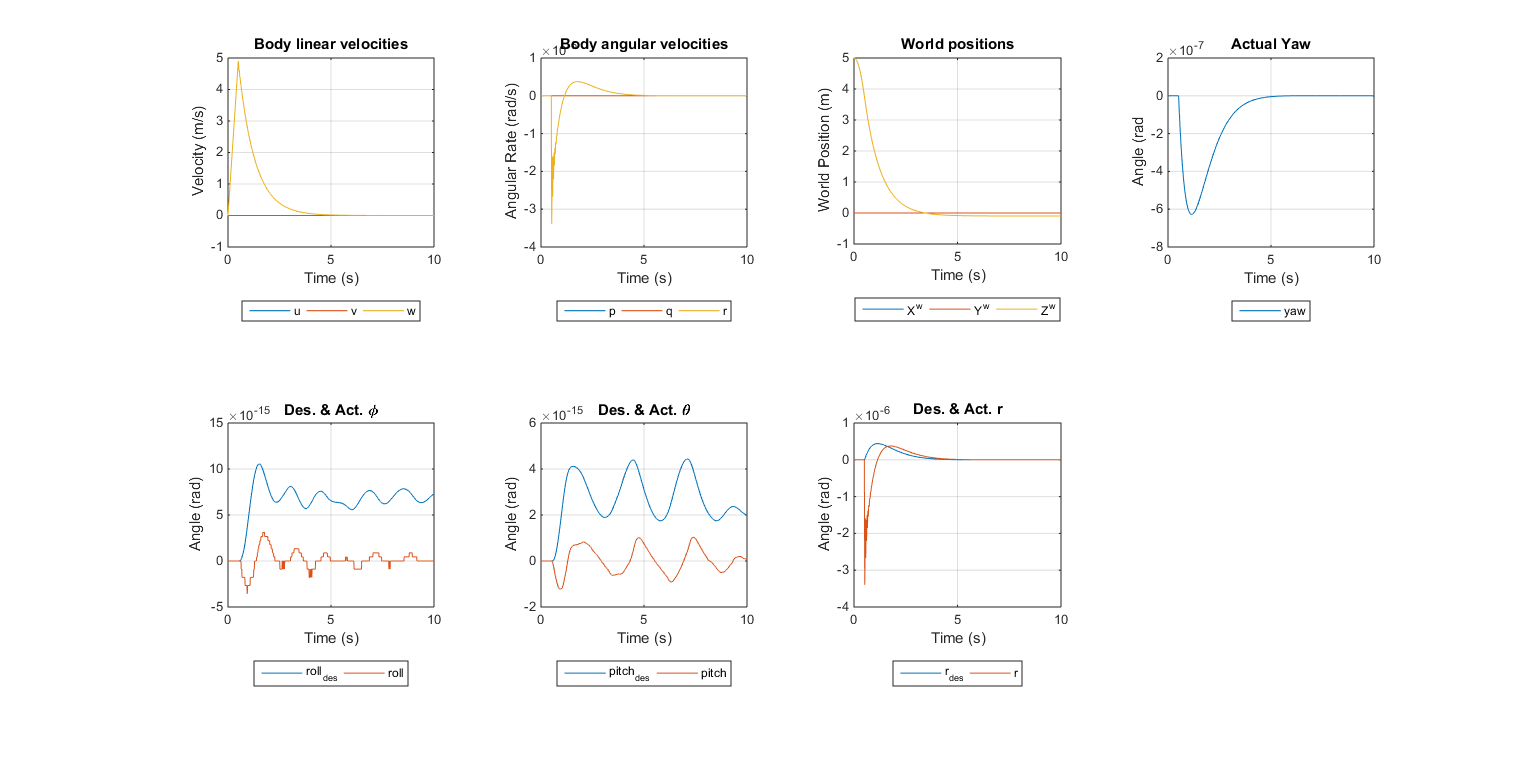 Body linear velocities
5
4
3
2
1
0
-1
Velocity (m/s)
0 5 10
Time (s)
u v w
Body angular velocities
1
0
-1
-2
-3
-4
Angular Rate (rad/s)
0 5 10
Time (s)
p q r
World positions
5
4
3
2
1
0
-1
World Position (m)
0 5 10
Time (s)
X^w Y^w Z^w
Actual Yaw
×10^-7
2
0
-2
-4
-6
-8
Angle (rad
0 5 10
Time (s)
yaw
Des. & Act. ϕ
×10^-15
15
10
5
0
-5
Angle (rad)
0 5 10
Time (s)
roll_des roll
Des. & Act. θ
×10^-15
6
4
2
0
-2
Angle (rad)
0 5 10
Time (s)
pitch_des pitch
Des. & Act. r
×10^-6
1
0
-1
-2
-3
-4
Angle (rad)
0 5 10
Time (s)
r_des r